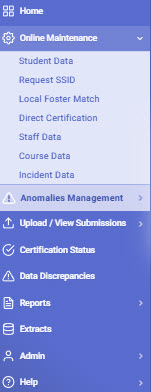 Home
Online Maintenance
Student Data
Request SSID
Local Foster Match
Direct Certification
Staff Data
Course Data
Incident Data
Anomalies Management
Upload / View Submissions
Certification Status
Data Discrepancies
Reports
Extracts
Admin
Help